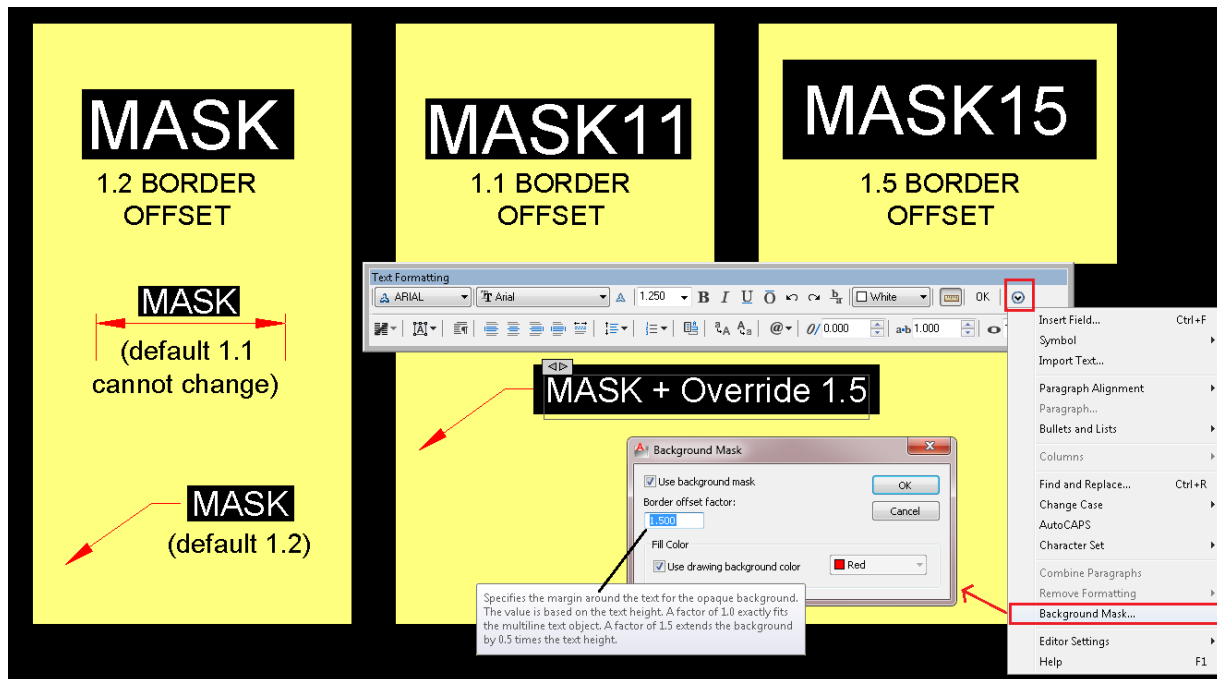 MASK
1.2 BORDER
OFFSET
MASK11
1.1 BORDER
OFFSET
MASK15
1.5 BORDER
OFFSET
MASK
(default 1.1
cannot change)
MASK
(default 1.2)
Text Formatting
ARIAL Arial 1.250 B I U O b/a White OK
@ 0/ 0.000 a•b 1.000
MASK + Override 1.5
Background Mask
Use background mask
OK
Border offset factor:
1.500
Cancel
Fill Color
Use drawing background color Red
Specifies the margin around the text for the opaque background.
The value is based on the text height. A factor of 1.0 exactly fits
the multiline text object. A factor of 1.5 extends the background
by 0.5 times the text height.
Insert Field... Ctrl+F
Symbol
Import Text...
Paragraph Alignment
Paragraph...
Bullets and Lists
Columns
Find and Replace... Ctrl+R
Change Case
AutoCAPS
Character Set
Combine Paragraphs
Remove Formatting
Background Mask...
Editor Settings
Help F1